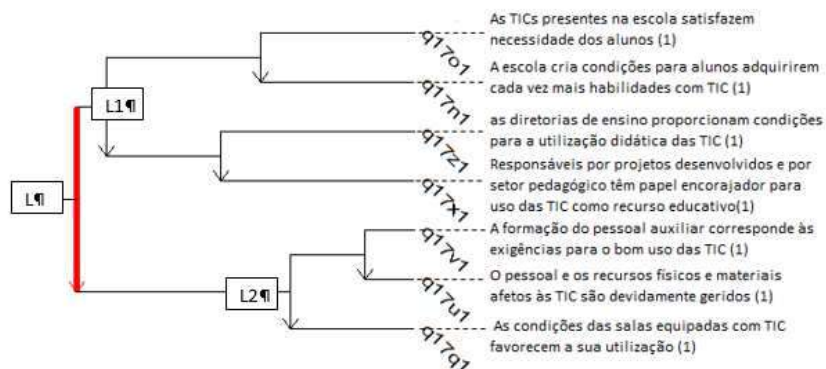 As TICs presentes na escola satisfazem
necessidade dos alunos (1)
q17o1
A escola cria condições para alunos adquirirem
cada vez mais habilidades com TIC (1)
L1¶
q17n1
as diretorias de ensino proporcionam condições
para a utilização didática das TIC (1)
q17z1
Responsáveis por projetos desenvolvidos e por
setor pedagógico têm papel encorajador para
uso das TIC como recurso educativo(1)
q17x1
L¶
A formação do pessoal auxiliar corresponde às
exigências para o bom uso das TIC (1)
q17v1
O pessoal e os recursos físicos e materiais
afetos às TIC são devidamente geridos (1)
L2¶
q17u1
As condições das salas equipadas com TIC
favorecem a sua utilização (1)
q17q1